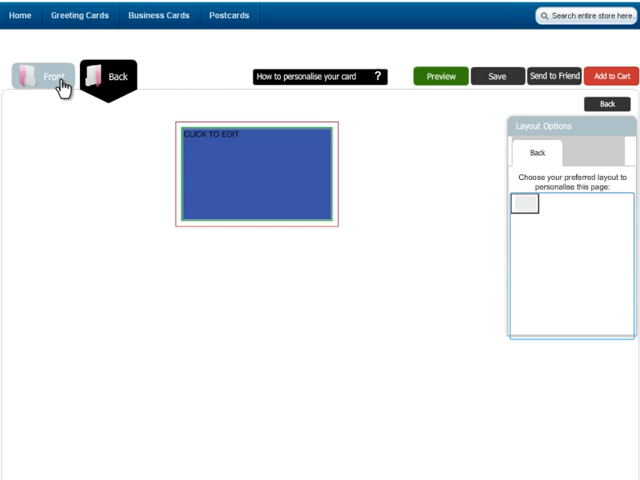 Home Greeting Cards Business Cards Postcards Search entire store here..
Front Back How to personalise your card ? Preview Save Send to Friend Add to Cart
Back
Layout Options
Back
Choose your preferred layout to
personalise this page:
CLICK TO EDIT